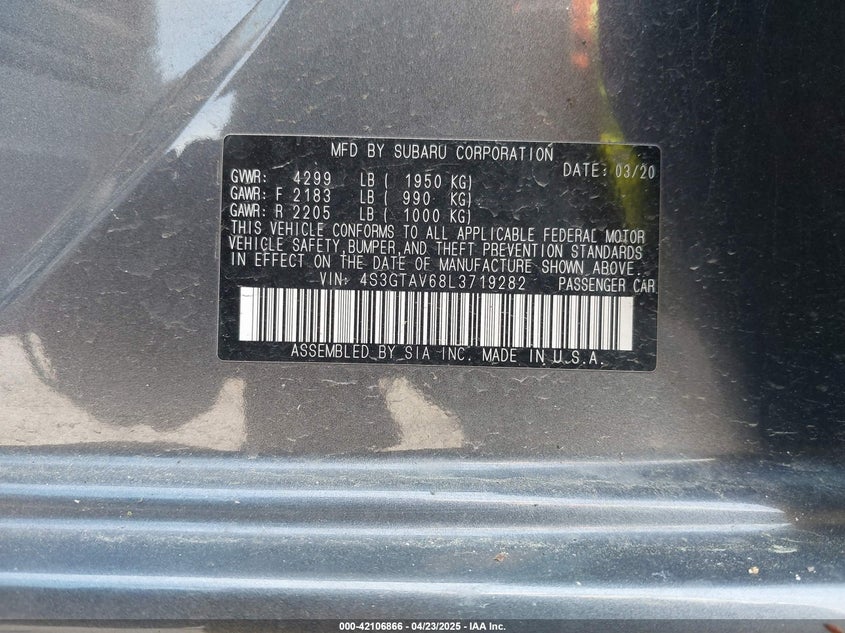 MFD BY SUBARU CORPORATION
DATE: 03/20
GVWR: 4299 LB ( 1950 KG)
GAWR: F 2183 LB ( 990 KG)
GAWR: R 2205 LB ( 1000 KG)
THIS VEHICLE CONFORMS TO ALL APPLICABLE FEDERAL MOTOR
VEHICLE SAFETY, BUMPER, AND THEFT PREVENTION STANDARDS
IN EFFECT ON THE DATE OF MANUFACTURE SHOWN ABOVE.
VIN: 4S3GTAV68L3719282 PASSENGER CAR
ASSEMBLED BY SIA INC. MADE IN U.S.A.
000-42106866 - 04/23/2025 - IAA Inc.